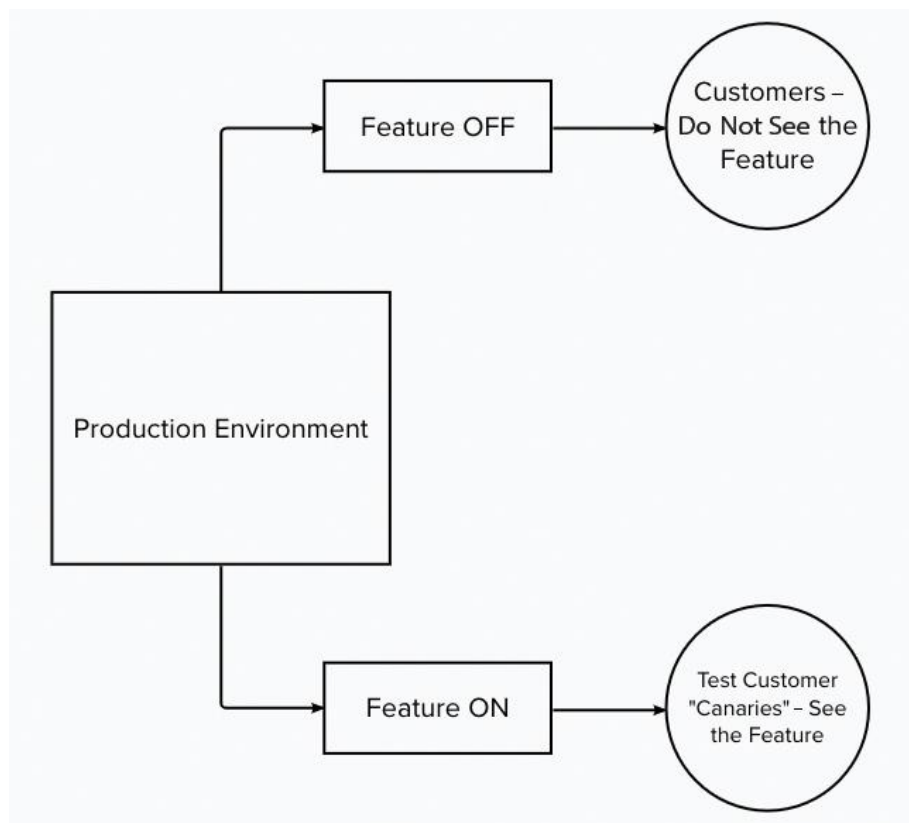 Feature OFF
Customers –
Do Not See the
Feature
Production Environment
Feature ON
Test Customer
"Canaries" – See
the Feature